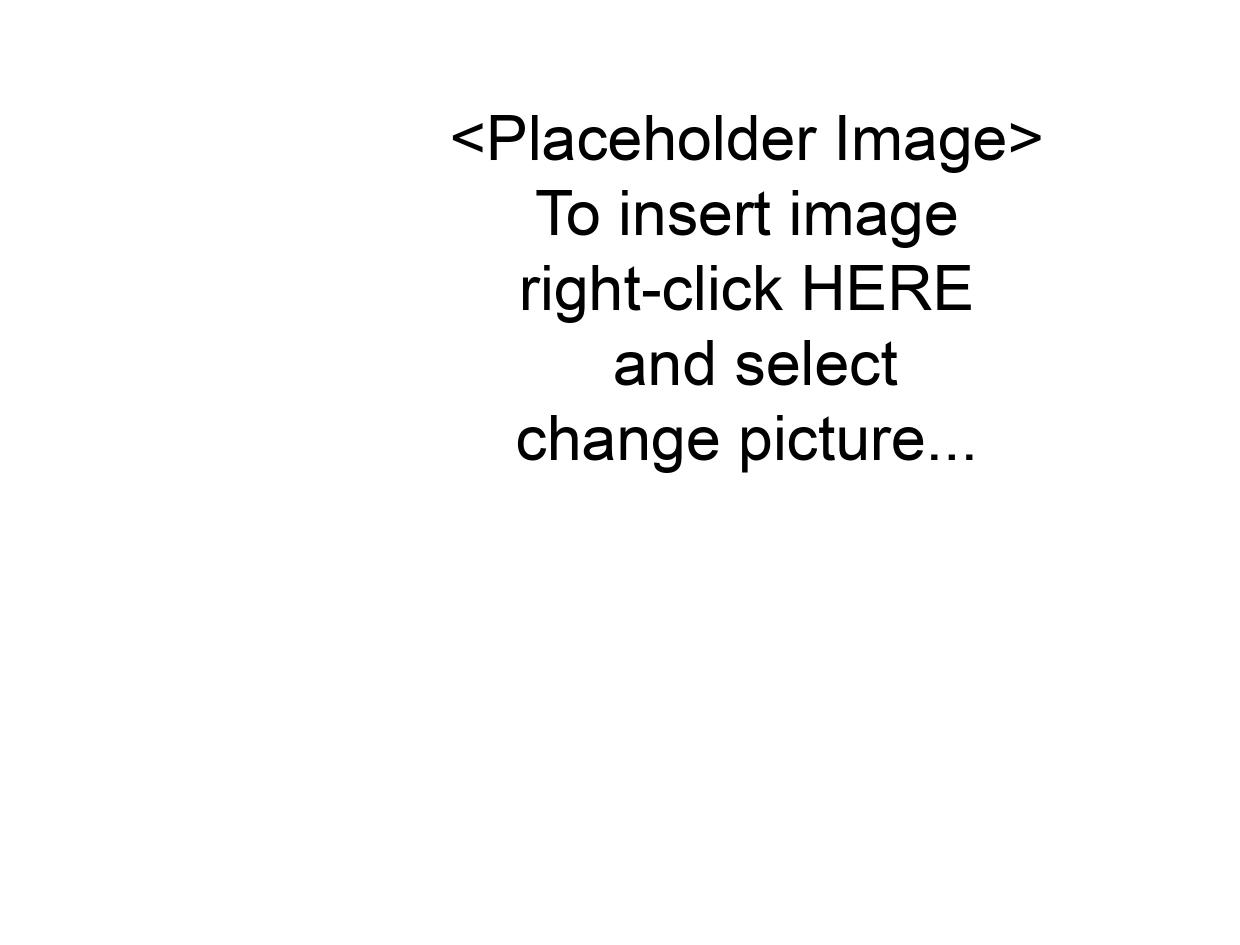 <Placeholder Image>
To insert image
right-click HERE
and select
change picture...